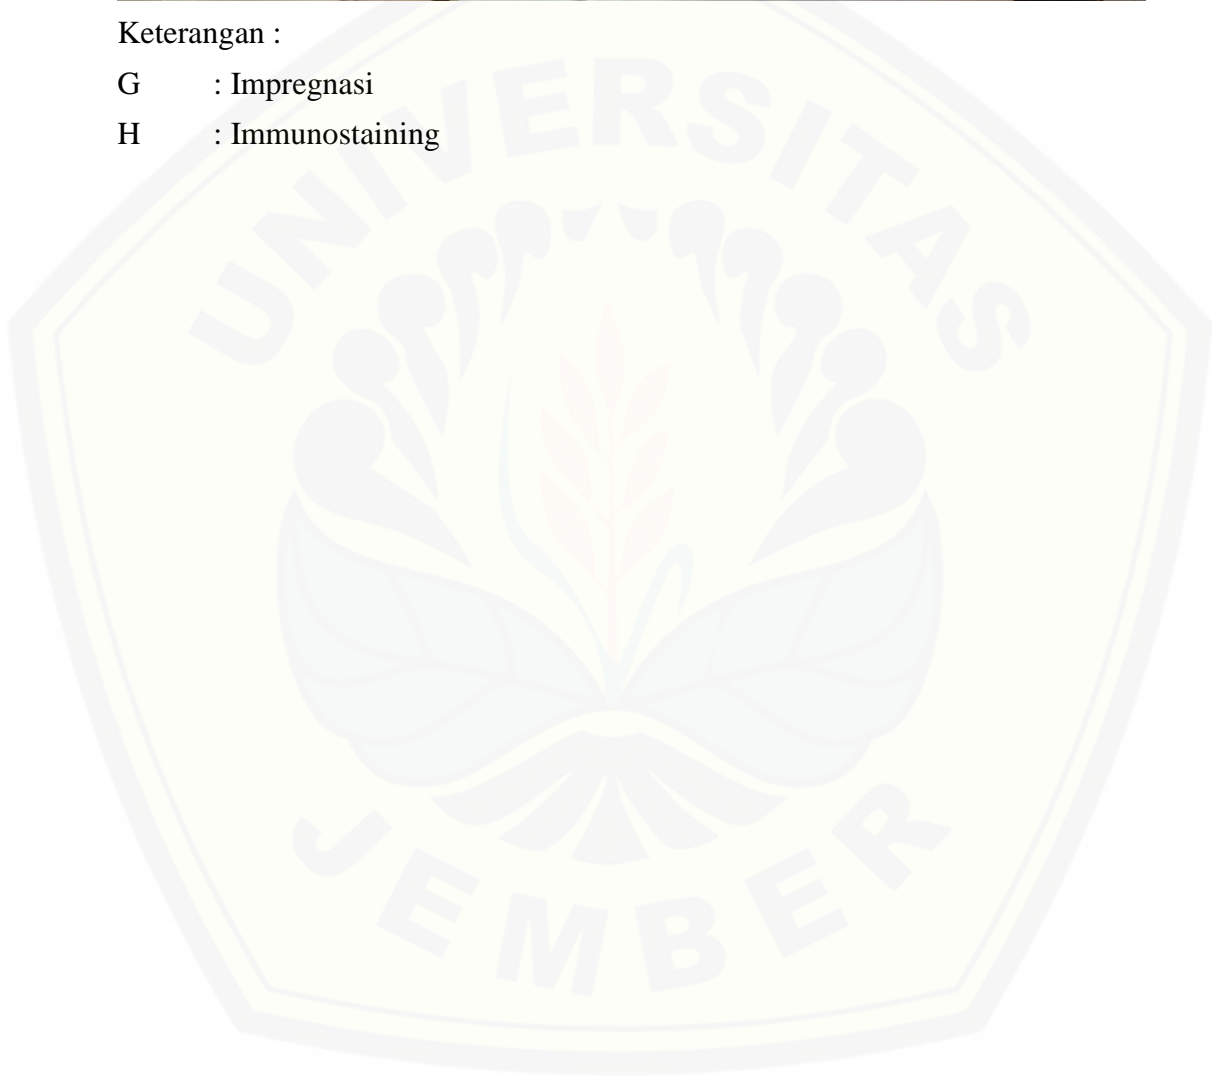 Keterangan :
G : Impregnasi
H : Immunostaining
UNIVERSITAS
JEMBER